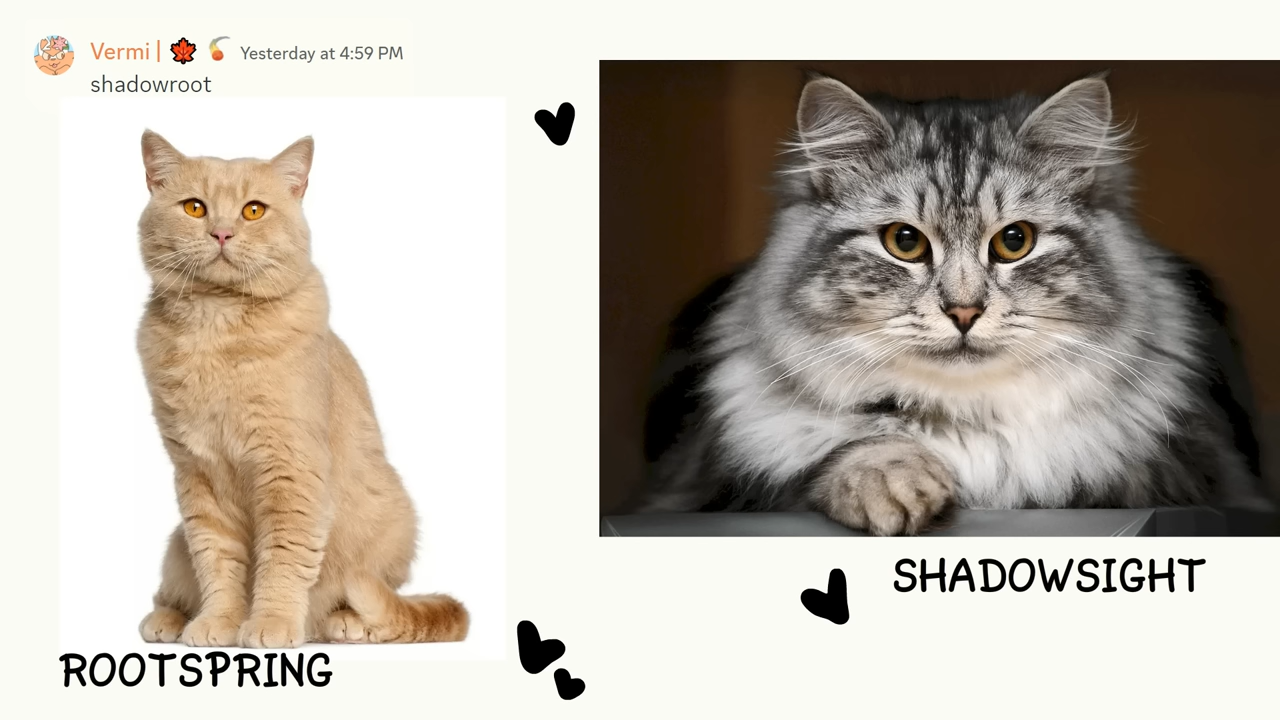 Vermi | 🍁 Yesterday at 4:59 PM
shadowroot
ROOTSPRING
SHADOWSIGHT